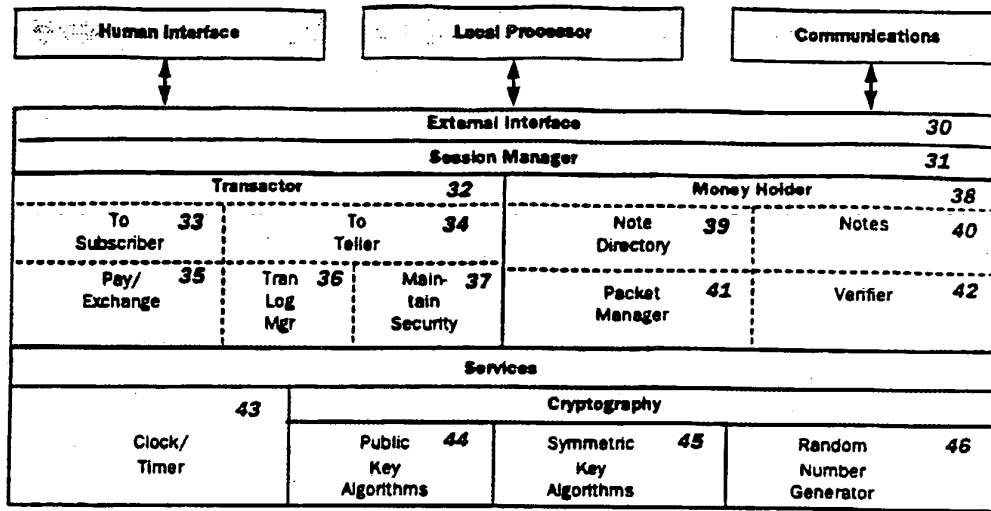 Human Interface Local Processor Communications
External Interface 30
Session Manager 31
Transactor 32 Money Holder 38
To 33 To 34 Note 39 Notes 40
Subscriber Teller Directory
Pay/ 35 Tran 36 Main- 37 Packet 41 Verifier 42
Exchange Log tain Manager
Mgr Security
Services
43 Cryptography
Clock/ Public 44 Symmetric 45 Random 46
Timer Key Key Number
Algorithms Algorithms Generator